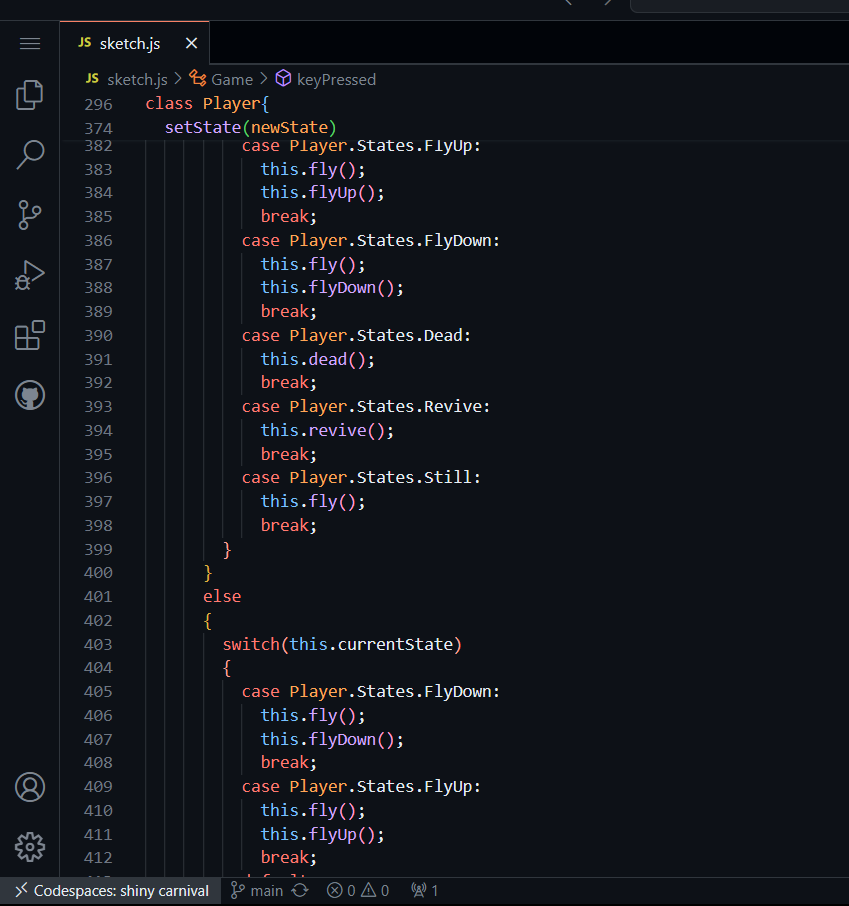 JS sketch.js
JS sketch.js > Game > keyPressed
296 class Player{
374 setState(newState)
382 case Player.States.FlyUp:
383 this.fly();
384 this.flyUp();
385 break;
386 case Player.States.FlyDown:
387 this.fly();
388 this.flyDown();
389 break;
390 case Player.States.Dead:
391 this.dead();
392 break;
393 case Player.States.Revive:
394 this.revive();
395 break;
396 case Player.States.Still:
397 this.fly();
398 break;
399 }
400 }
401 else
402 {
403 switch(this.currentState)
404 {
405 case Player.States.FlyDown:
406 this.fly();
407 this.flyDown();
408 break;
409 case Player.States.FlyUp:
410 this.fly();
411 this.flyUp();
412 break;
Codespaces: shiny carnival main 0 0 1